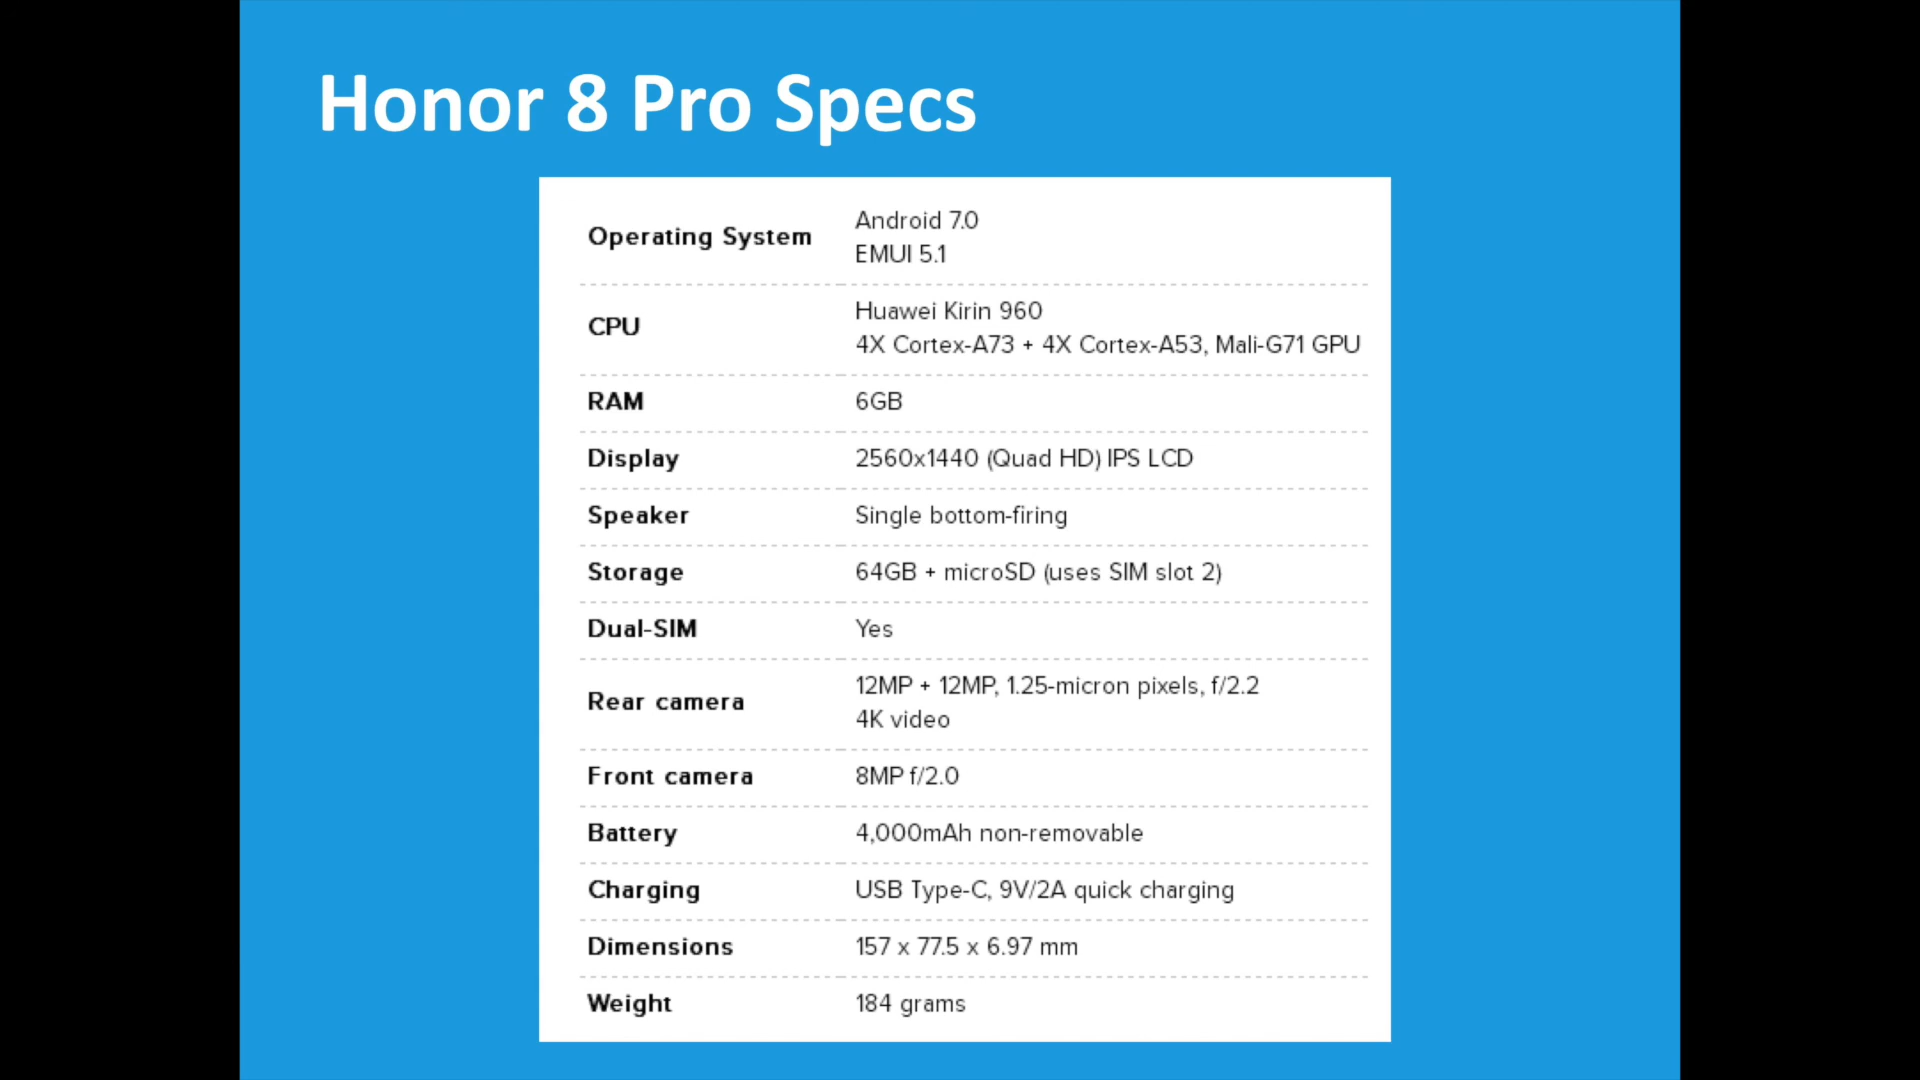 Honor 8 Pro Specs
Operating System
Android 7.0
EMUI 5.1
CPU
Huawei Kirin 960
4X Cortex-A73 + 4X Cortex-A53, Mali-G71 GPU
RAM
6GB
Display
2560x1440 (Quad HD) IPS LCD
Speaker
Single bottom-firing
Storage
64GB + microSD (uses SIM slot 2)
Dual-SIM
Yes
Rear camera
12MP + 12MP, 1.25-micron pixels, f/2.2
4K video
Front camera
8MP f/2.0
Battery
4,000mAh non-removable
Charging
USB Type-C, 9V/2A quick charging
Dimensions
157 x 77.5 x 6.97 mm
Weight
184 grams